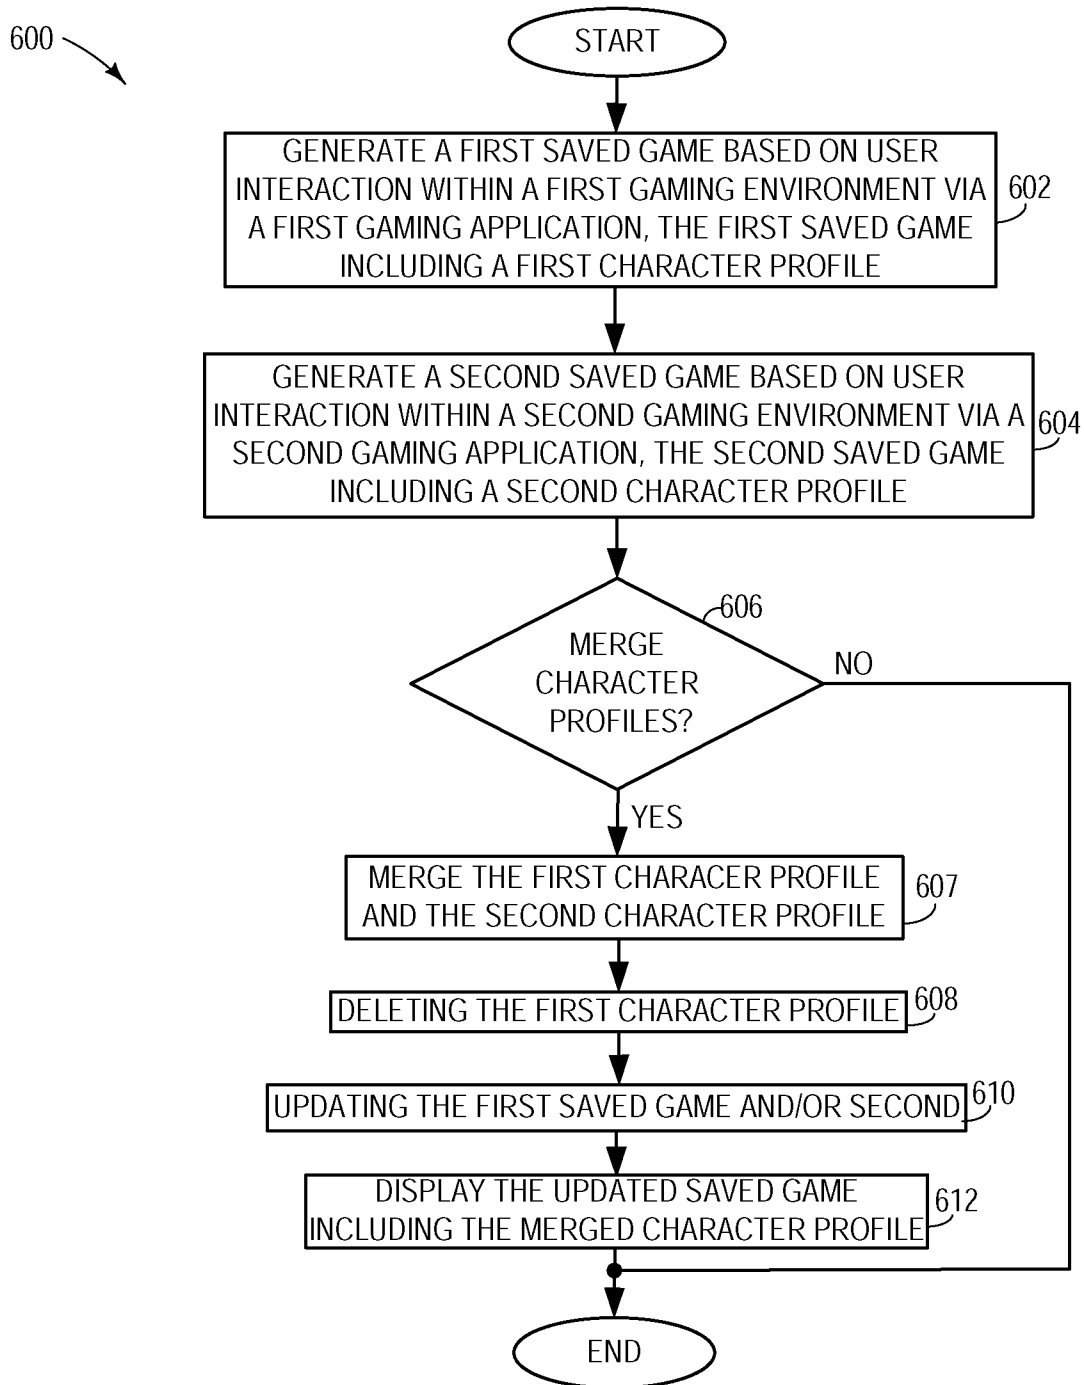 600
START
GENERATE A FIRST SAVED GAME BASED ON USER
INTERACTION WITHIN A FIRST GAMING ENVIRONMENT VIA
A FIRST GAMING APPLICATION, THE FIRST SAVED GAME
INCLUDING A FIRST CHARACTER PROFILE
602
GENERATE A SECOND SAVED GAME BASED ON USER
INTERACTION WITHIN A SECOND GAMING ENVIRONMENT VIA A
SECOND GAMING APPLICATION, THE SECOND SAVED GAME
INCLUDING A SECOND CHARACTER PROFILE
604
606
MERGE
CHARACTER
PROFILES?
NO
YES
MERGE THE FIRST CHARACER PROFILE
AND THE SECOND CHARACTER PROFILE
607
DELETING THE FIRST CHARACTER PROFILE
608
UPDATING THE FIRST SAVED GAME AND/OR SECOND
610
DISPLAY THE UPDATED SAVED GAME
INCLUDING THE MERGED CHARACTER PROFILE
612
END